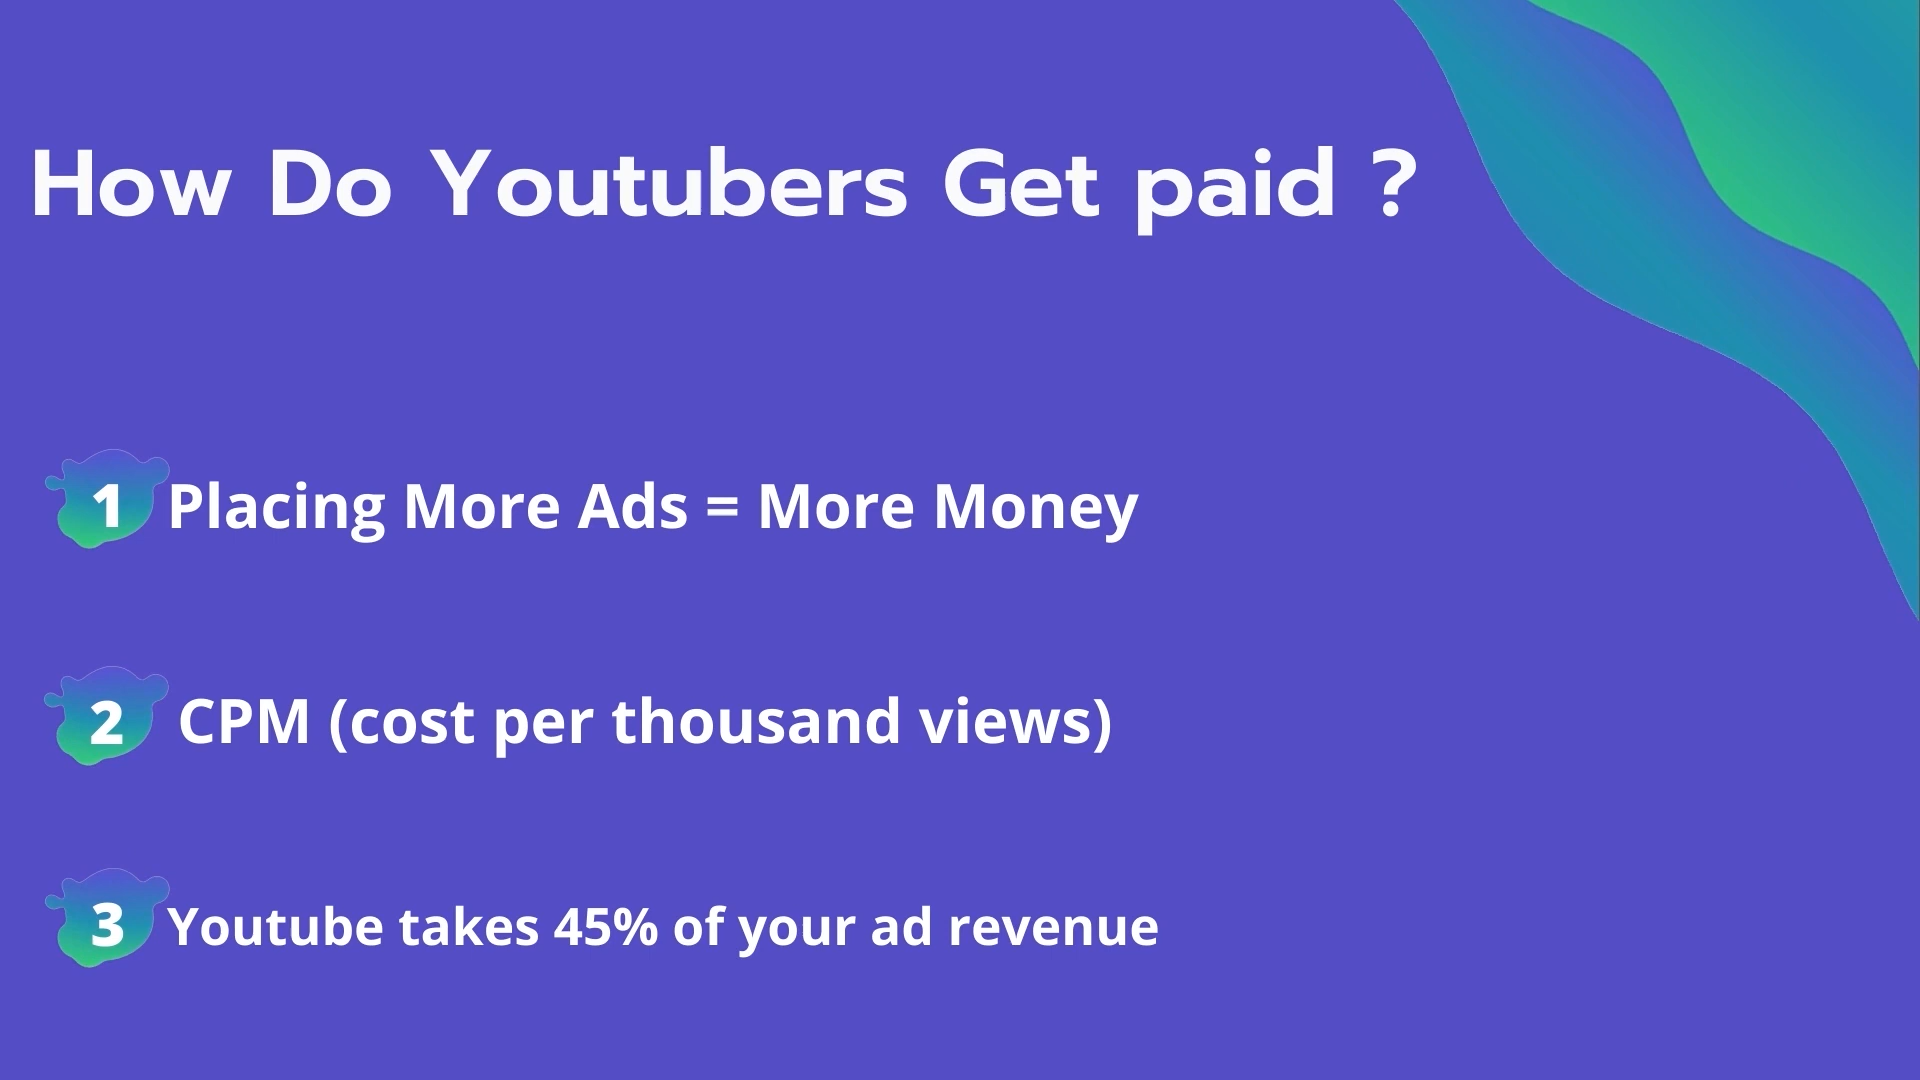 How Do Youtubers Get paid ?
1 Placing More Ads = More Money
2 CPM (cost per thousand views)
3 Youtube takes 45% of your ad revenue